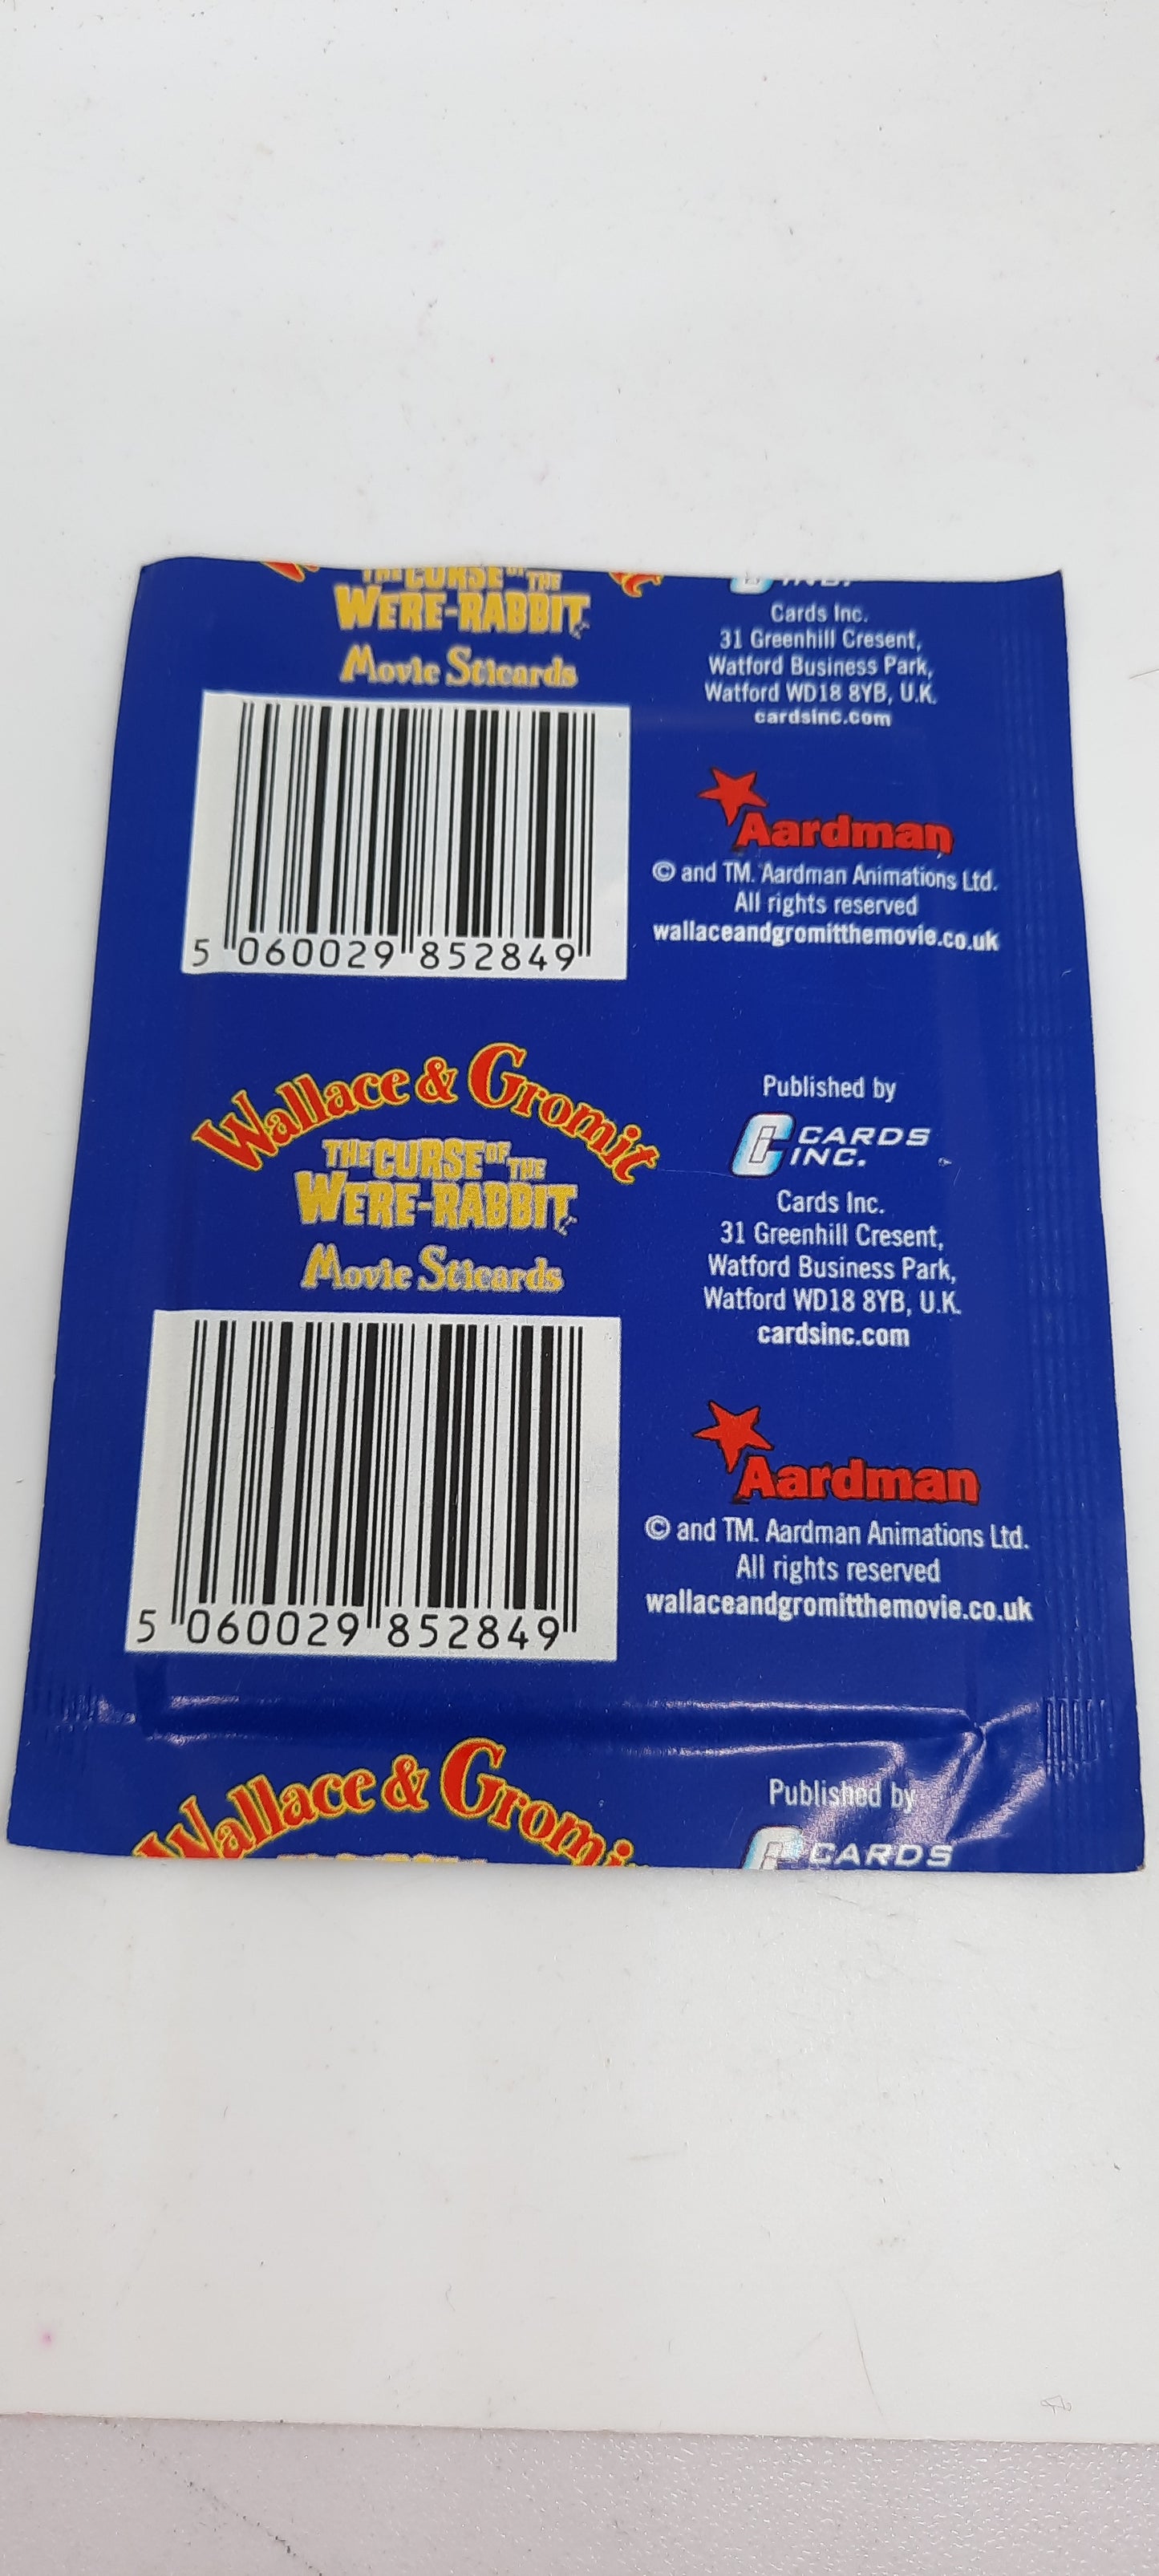 THE CURSE OF THE
WERE-RABBIT
Movie Sticards
5 060029 852849
INC.
Cards Inc.
31 Greenhill Cresent,
Watford Business Park,
Watford WD18 8YB, U.K.
cardsinc.com
Aardman
© and TM. Aardman Animations Ltd.
All rights reserved
wallaceandgromitthemovie.co.uk
Wallace & Gromit
THE CURSE OF THE
WERE-RABBIT
Movie Sticards
5 060029 852849
Published by
CARDS
INC.
Cards Inc.
31 Greenhill Cresent,
Watford Business Park,
Watford WD18 8YB, U.K.
cardsinc.com
Aardman
© and TM. Aardman Animations Ltd.
All rights reserved
wallaceandgromitthemovie.co.uk
Wallace & Gromi
Published by
CARDS